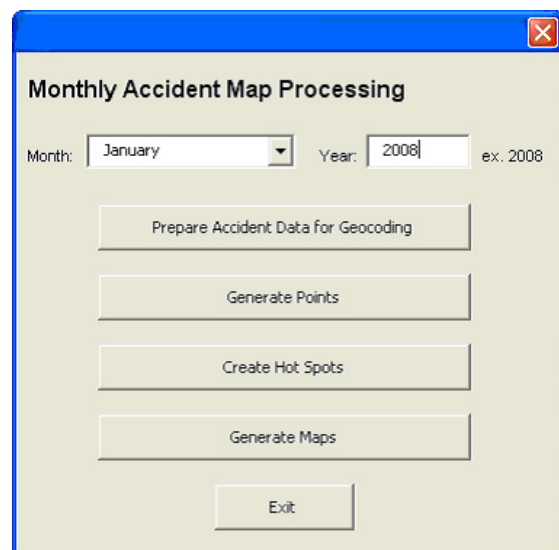 Monthly Accident Map Processing
Month: January Year: 2008 ex. 2008
Prepare Accident Data for Geocoding
Generate Points
Create Hot Spots
Generate Maps
Exit